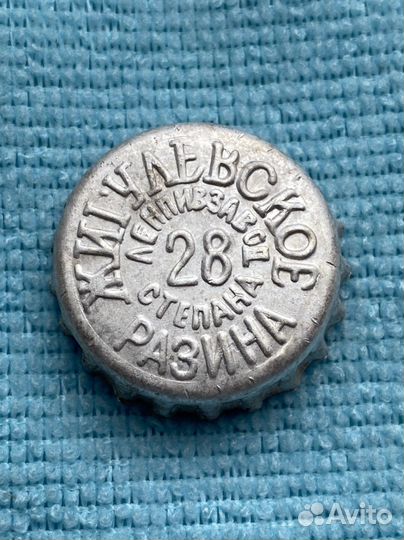 ЖИГУЛЕВСКОЕ
ЛЕНПИВЗАВОД
28
СТЕПАНА
РАЗИНА
Avito